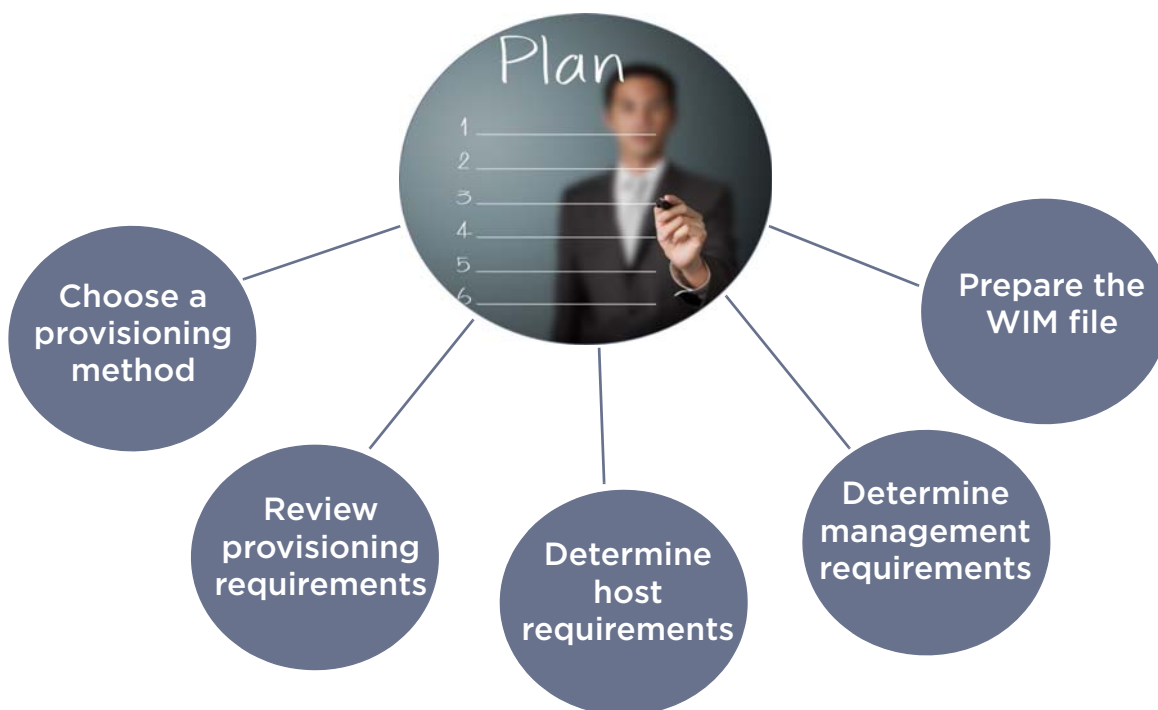 Plan
1
2
3
4
5
6
Choose a
provisioning
method
Review
provisioning
requirements
Determine
host
requirements
Determine
management
requirements
Prepare the
WIM file